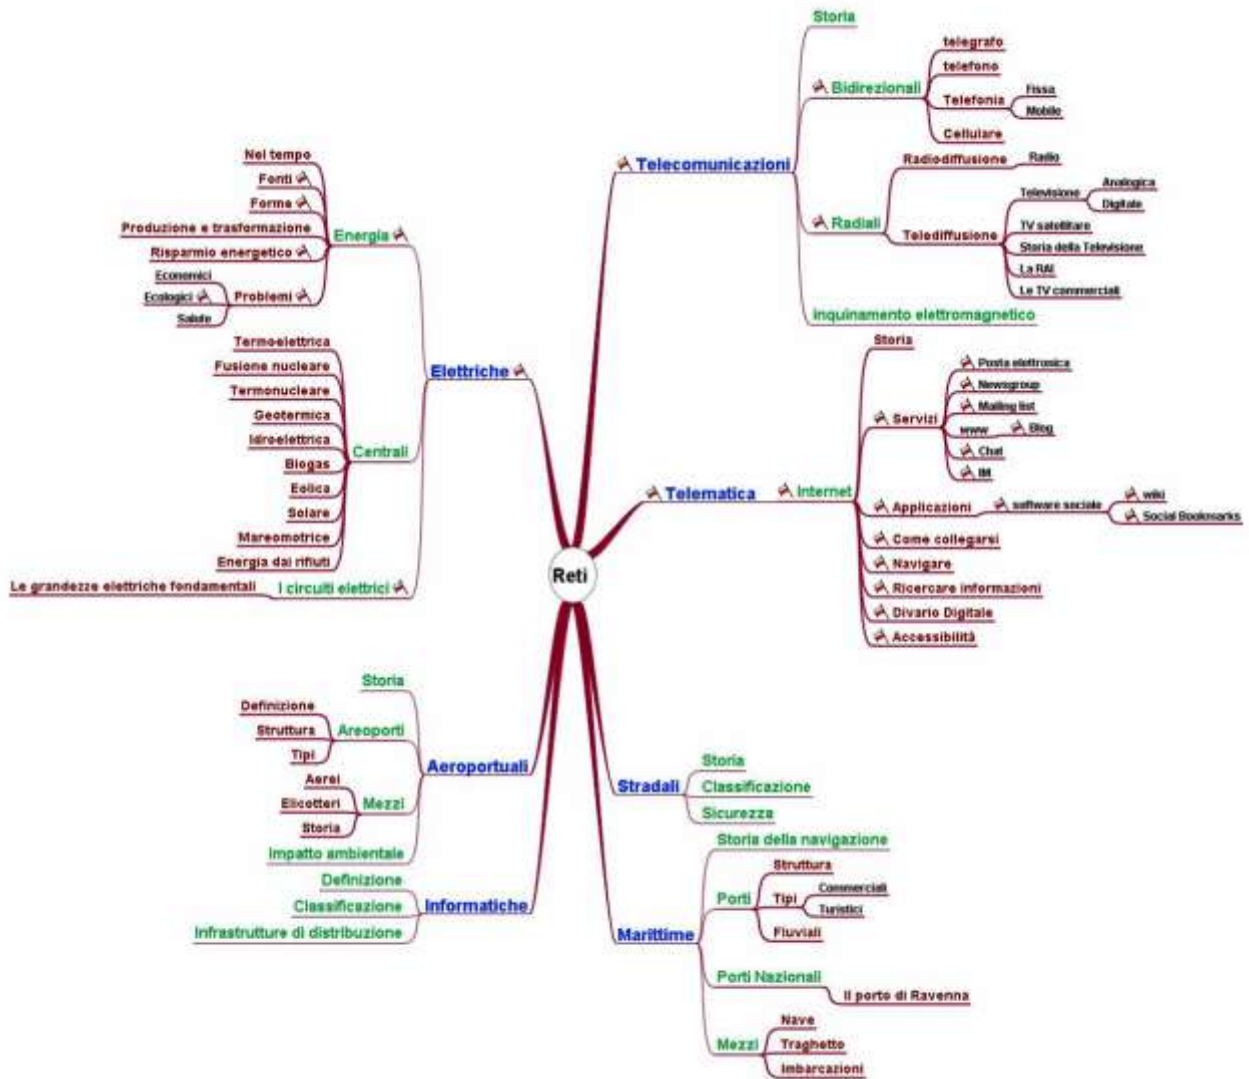 Reti
Telecomunicazioni
Storia
Bidirezionali
telegrafo
telefono
Telefonia
Fissa
Mobile
Cellulare
Radiali
Radiodiffusione
Radio
Telediffusione
Televisione
Analogica
Digitale
TV satellitare
Storia della Televisione
La RAI
Le TV commerciali
inquinamento elettromagnetico
Telematica
Internet
Storia
Servizi
Posta elettronica
Newsgroup
Mailing list
www
Blog
Chat
IM
Applicazioni
software sociale
wiki
Social Bookmarks
Come collegarsi
Navigare
Ricercare informazioni
Divario Digitale
Accessibilità
Stradali
Storia
Classificazione
Sicurezza
Marittime
Storia della navigazione
Porti
Struttura
Tipi
Commerciali
Turistici
Fluviali
Porti Nazionali
Il porto di Ravenna
Mezzi
Nave
Traghetto
Imbarcazioni
Elettriche
Energia
Nel tempo
Fonti
Forme
Produzione e trasformazione
Risparmio energetico
Problemi
Economici
Ecologici
Salute
Centrali
Termoelettrica
Fusione nucleare
Termonucleare
Geotermica
Idroelettrica
Biogas
Eolica
Solare
Mareomotrice
Energia dai rifiuti
I circuiti elettrici
Le grandezze elettriche fondamentali
Aeroportuali
Storia
Areoporti
Definizione
Struttura
Tipi
Mezzi
Aerei
Elicotteri
Storia
Impatto ambientale
Informatiche
Definizione
Classificazione
Infrastrutture di distribuzione